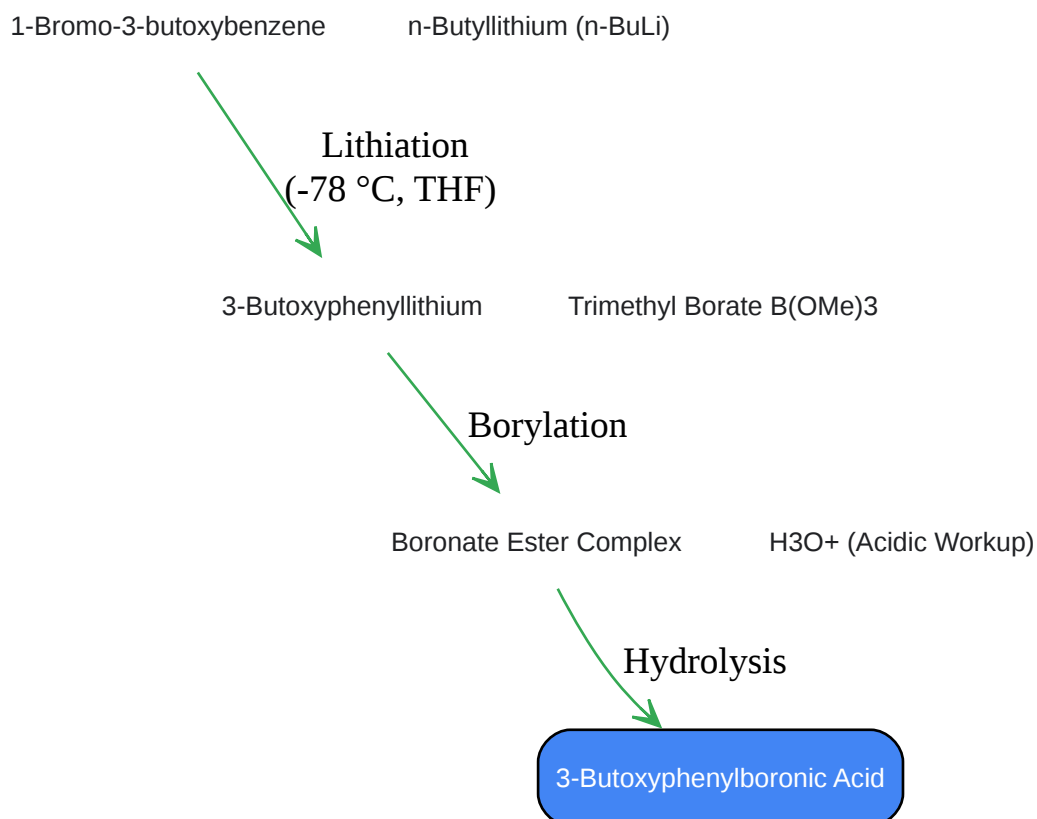 1-Bromo-3-butoxybenzene
n-Butyllithium (n-BuLi)
Lithiation
(-78 °C, THF)
3-Butoxyphenyllithium
Trimethyl Borate B(OMe)3
Borylation
Boronate Ester Complex
H3O+ (Acidic Workup)
Hydrolysis
3-Butoxyphenylboronic Acid